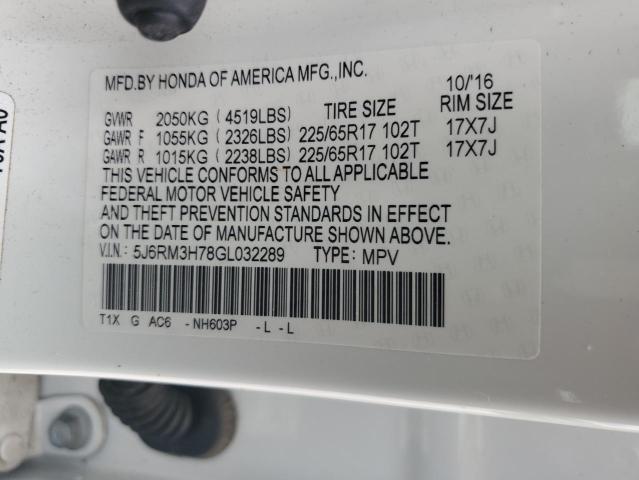 MFD.BY HONDA OF AMERICA MFG.,INC. 10/'16
GVWR 2050KG (4519LBS) TIRE SIZE RIM SIZE
GAWR F 1055KG (2326LBS) 225/65R17 102T 17X7J
GAWR R 1015KG (2238LBS) 225/65R17 102T 17X7J
THIS VEHICLE CONFORMS TO ALL APPLICABLE
FEDERAL MOTOR VEHICLE SAFETY
AND THEFT PREVENTION STANDARDS IN EFFECT
ON THE DATE OF MANUFACTURE SHOWN ABOVE.
V.I.N.: 5J6RM3H78GL032289 TYPE: MPV
T1X G AC6 -NH603P -L -L